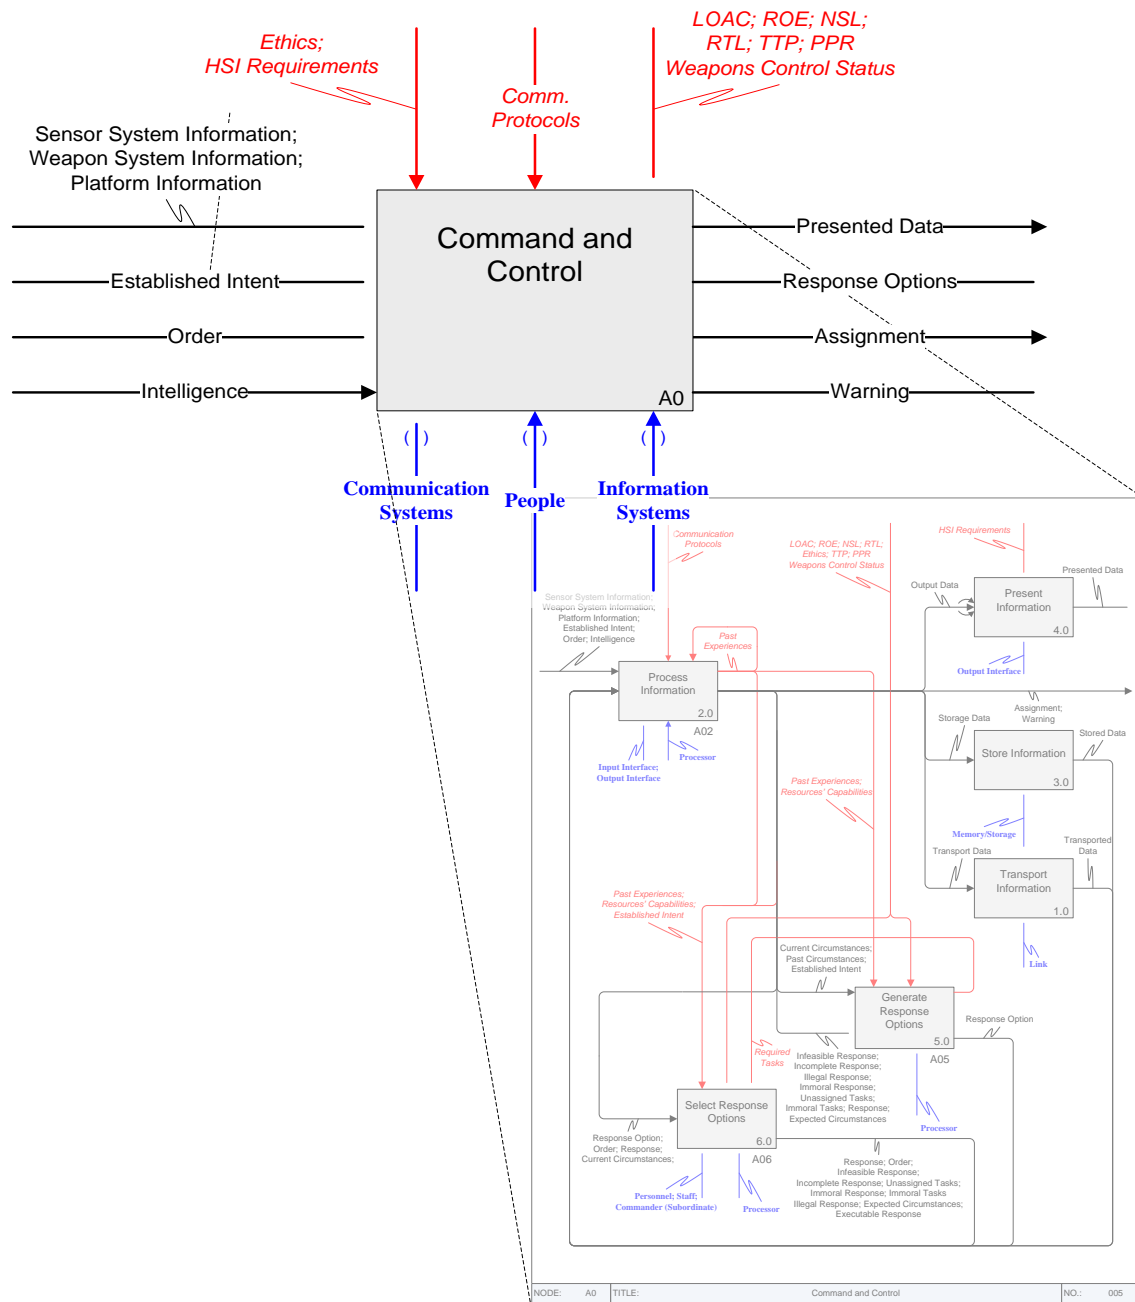 Ethics;
HSI Requirements
LOAC; ROE; NSL;
RTL; TTP; PPR
Weapons Control Status
Comm.
Protocols
Sensor System Information;
Weapon System Information;
Platform Information
Command and
Control
A0
Established Intent
Order
Intelligence
Presented Data
Response Options
Assignment
Warning
( )
( )
( )
Communication
Systems
People
Information
Systems
Communication
Protocols
LOAC; ROE; NSL; RTL;
Ethics; TTP; PPR
Weapons Control Status
HSI Requirements
Output Data
Presented Data
Present
Information
4.0
Output Interface
Sensor System Information;
Weapon System Information;
Platform Information;
Established Intent;
Order; Intelligence
Past
Experiences
Process
Information
2.0
A02
Input Interface;
Output Interface
Processor
Assignment;
Warning
Storage Data
Stored Data
Store Information
3.0
Memory/Storage
Past Experiences;
Resources' Capabilities
Transport Data
Transported
Data
Transport
Information
1.0
Link
Past Experiences;
Resources' Capabilities;
Established Intent
Current Circumstances;
Past Circumstances;
Established Intent
Generate
Response
Options
5.0
A05
Response Option
Processor
Required
Tasks
Infeasible Response;
Incomplete Response;
Illegal Response;
Immoral Response;
Unassigned Tasks;
Immoral Tasks; Response;
Expected Circumstances
Select Response
Options
6.0
A06
Response Option;
Order; Response;
Current Circumstances;
Personnel; Staff;
Commander (Subordinate)
Processor
Response; Order;
Infeasible Response;
Incomplete Response; Unassigned Tasks;
Immoral Response; Immoral Tasks
Illegal Response; Expected Circumstances;
Executable Response
NODE: A0 TITLE: Command and Control NO.: 005